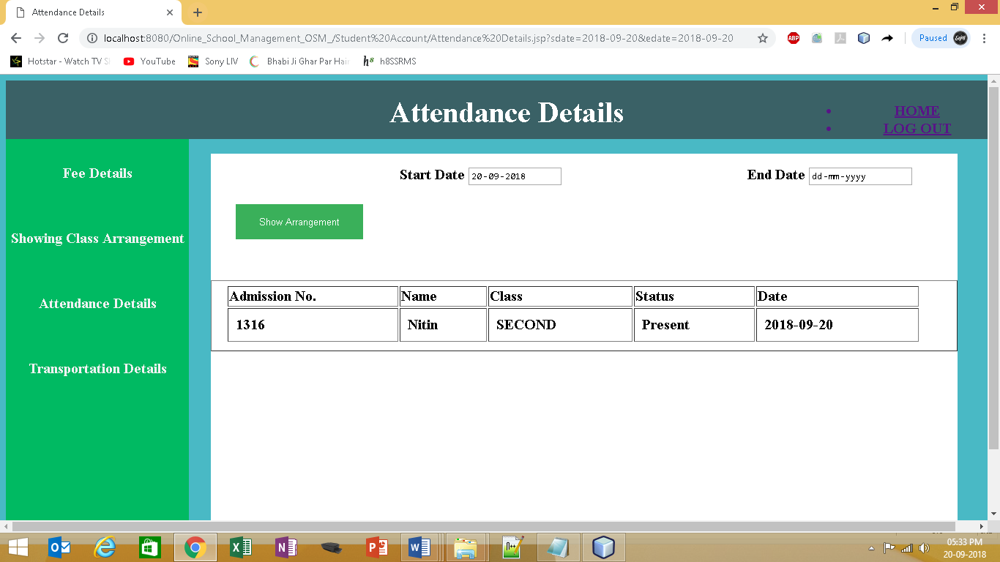 Attendance Details
localhost:8080/Online_School_Management_OSM_/Student%20Account/Attendance%20Details.jsp?sdate=2018-09-20&edate=2018-09-20
ABP
Paused
Hotstar - Watch TV
YouTube
Sony LIV
Bhabi Ji Ghar Par Hain
h8 h8SSRMS
Attendance Details
HOME
LOG OUT
Fee Details
Showing Class Arrangement
Attendance Details
Transportation Details
Start Date 20-09-2018 End Date dd-mm-yyyy
Show Arrangement
Admission No. Name Class Status Date
1316 Nitin SECOND Present 2018-09-20
05:33 PM
20-09-2018